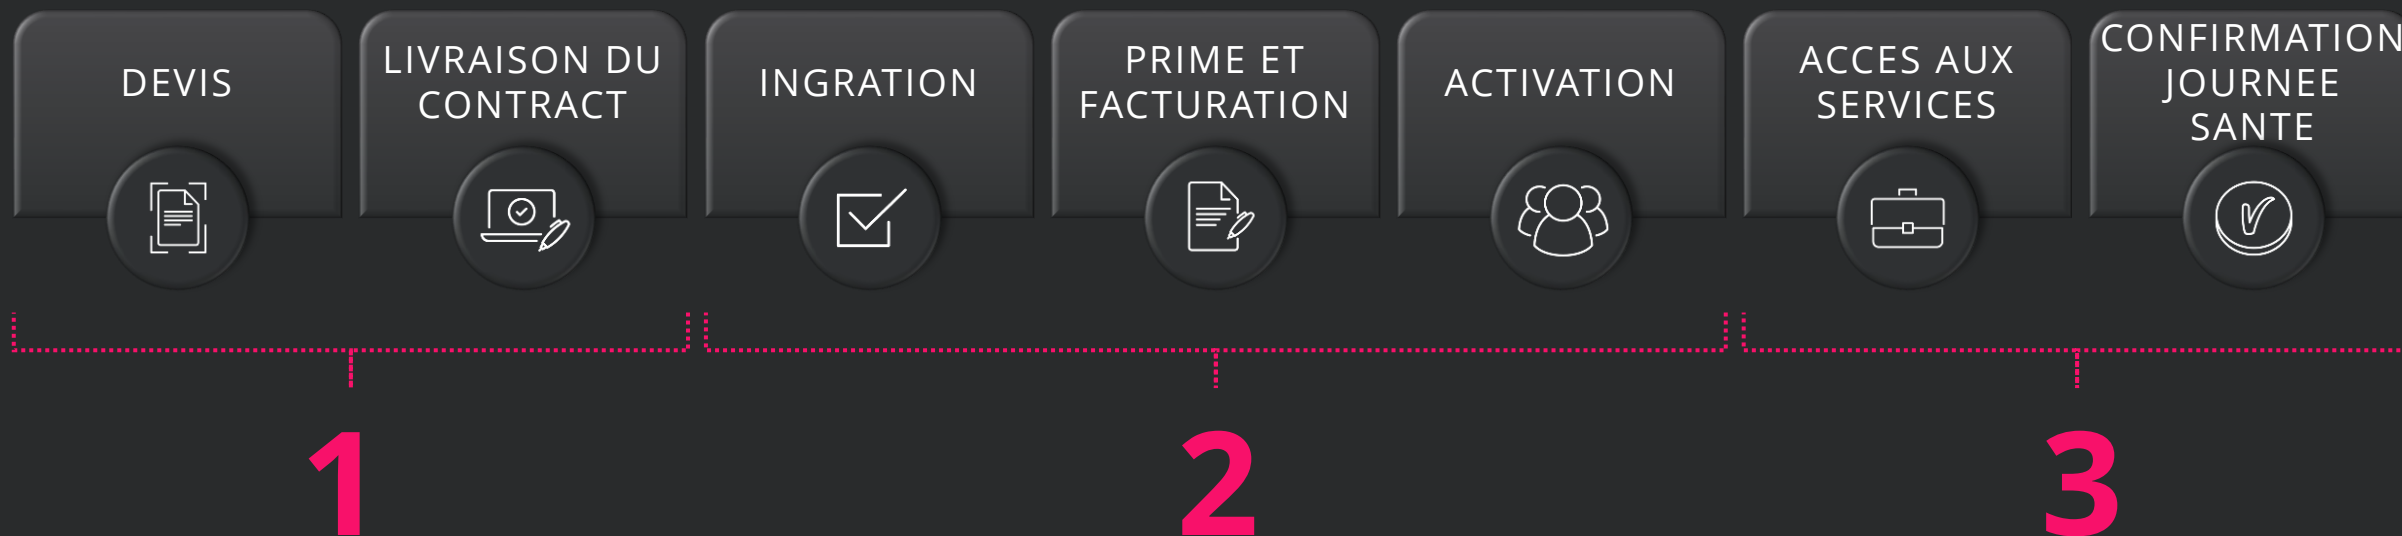 DEVIS
LIVRAISON DU
CONTRACT
INGRATION
PRIME ET
FACTURATION
ACTIVATION
ACCES AUX
SERVICES
CONFIRMATION
JOURNEE
SANTE
1
2
3